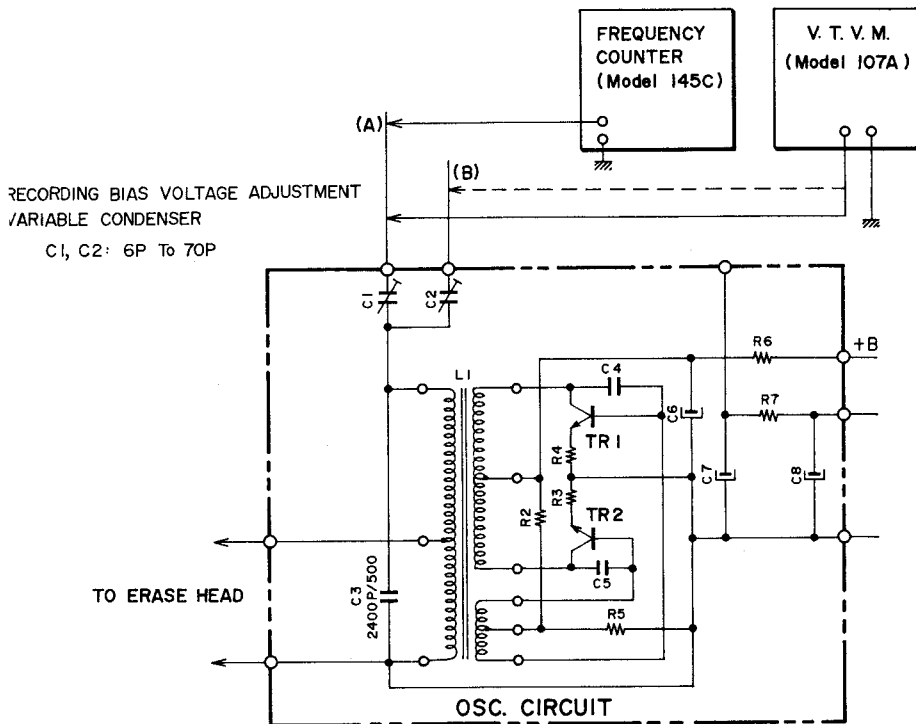 FREQUENCY
COUNTER
(Model 145C)
V. T. V. M.
(Model 107A)
(A)
(B)
RECORDING BIAS VOLTAGE ADJUSTMENT
VARIABLE CONDENSER
C1, C2: 6P To 70P
C1
C2
R6
+B
L1
C4
C6
R7
TR1
R4
C7
C8
R3
R2
TR2
C5
TO ERASE HEAD
C3
2400P/500
R5
OSC. CIRCUIT